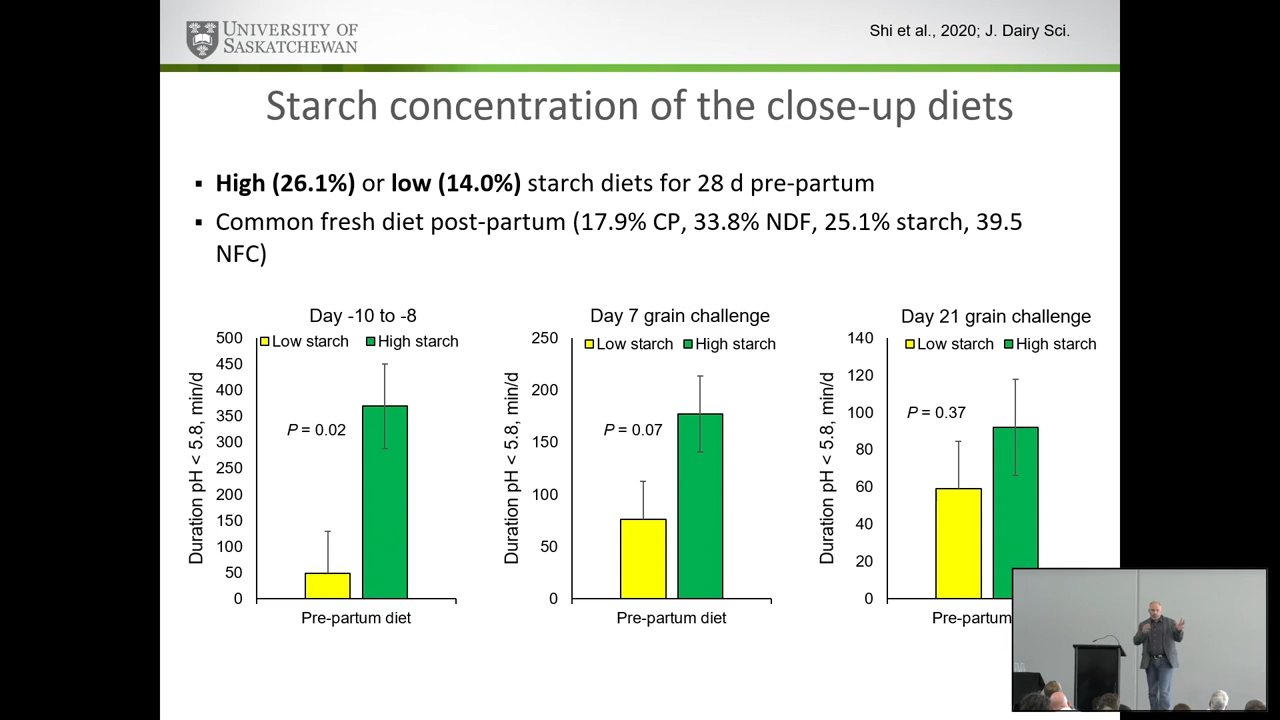 UNIVERSITY OF
SASKATCHEWAN
Shi et al., 2020; J. Dairy Sci.
Starch concentration of the close-up diets
▪ High (26.1%) or low (14.0%) starch diets for 28 d pre-partum
▪ Common fresh diet post-partum (17.9% CP, 33.8% NDF, 25.1% starch, 39.5
NFC)
Day -10 to -8
Low starch High starch
Duration pH < 5.8, min/d
500
450
400
350
300
250
200
150
100
50
0
P = 0.02
Pre-partum diet
Day 7 grain challenge
Low starch High starch
Duration pH < 5.8, min/d
250
200
150
100
50
0
P = 0.07
Pre-partum diet
Day 21 grain challenge
Low starch High starch
Duration pH < 5.8, min/d
140
120
100
80
60
40
20
0
P = 0.37
Pre-partum